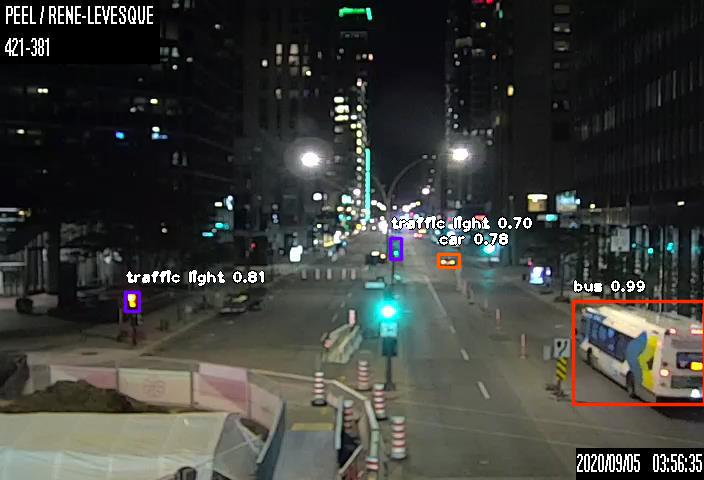 PEEL / RENE-LEVESQUE
421-381
traffic light 0.70
car 0.78
traffic light 0.81
bus 0.99
2020/09/05 03:56:35